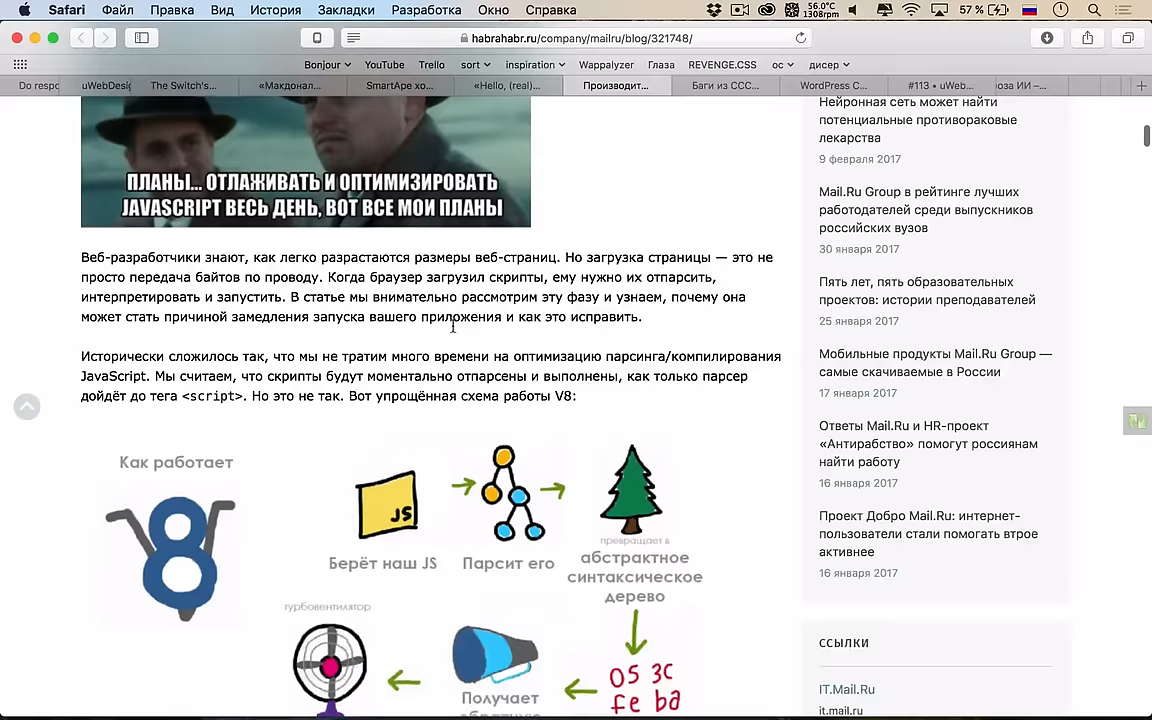 Safari Файл Правка Вид История Закладки Разработка Окно Справка 56.0°C 1308rpm 57 %
habrahabr.ru/company/mailru/blog/321748/
Bonjour YouTube Trello sort inspiration Wappalyzer Глаза REVENGE.CSS ос дисер
Do respo uWebDesig The Switch's... «Макдонал... SmartApe хо... «Hello, (real)... Производит... Баги из CCC... WordPress C... #113 • uWeb... юза ИИ –...
ПЛАНЫ... ОТЛАЖИВАТЬ И ОПТИМИЗИРОВАТЬ
JAVASCRIPT ВЕСЬ ДЕНЬ, ВОТ ВСЕ МОИ ПЛАНЫ
Веб-разработчики знают, как легко разрастаются размеры веб-страниц. Но загрузка страницы — это не
просто передача байтов по проводу. Когда браузер загрузил скрипты, ему нужно их отпарсить,
интерпретировать и запустить. В статье мы внимательно рассмотрим эту фазу и узнаем, почему она
может стать причиной замедления запуска вашего приложения и как это исправить.
Исторически сложилось так, что мы не тратим много времени на оптимизацию парсинга/компилирования
JavaScript. Мы считаем, что скрипты будут моментально отпарсены и выполнены, как только парсер
дойдёт до тега <script>. Но это не так. Вот упрощённая схема работы V8:
Как работает
8
JS
Берёт наш JS
Парсит его
превращает в
абстрактное
синтаксическое
дерево
турбовентилятор
Получает
05 3C
fe ba
Нейронная сеть может найти
потенциальные противораковые
лекарства
9 февраля 2017
Mail.Ru Group в рейтинге лучших
работодателей среди выпускников
российских вузов
30 января 2017
Пять лет, пять образовательных
проектов: истории преподавателей
25 января 2017
Мобильные продукты Mail.Ru Group —
самые скачиваемые в России
17 января 2017
Ответы Mail.Ru и HR-проект
«Антирабство» помогут россиянам
найти работу
16 января 2017
Проект Добро Mail.Ru: интернет-
пользователи стали помогать втрое
активнее
16 января 2017
ССЫЛКИ
IT.Mail.Ru
it.mail.ru